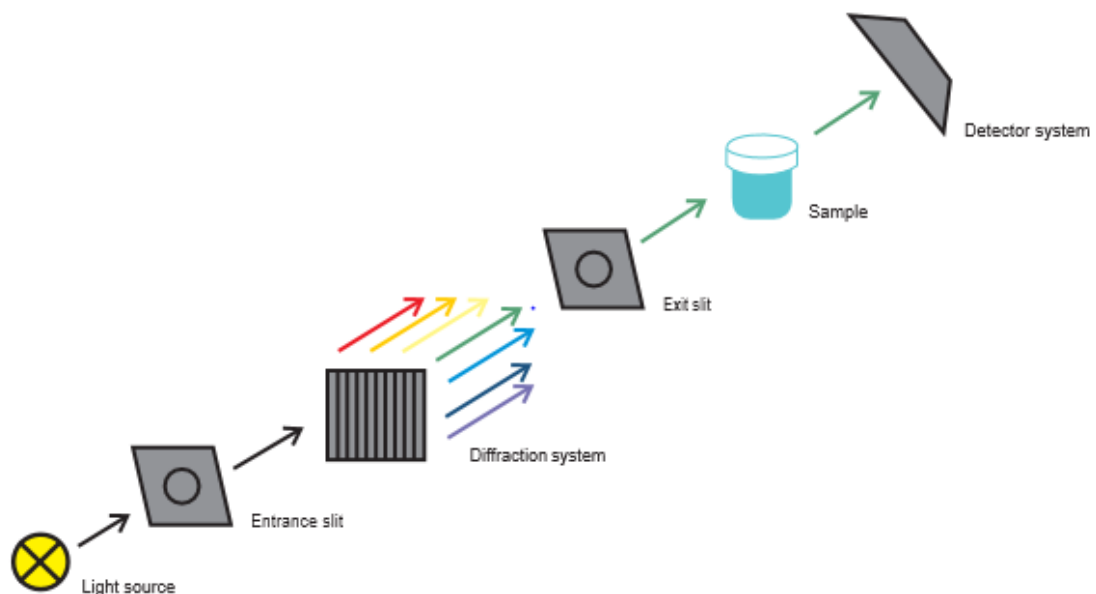 Detector system
Sample
Exit slit
Diffraction system
Entrance slit
Light source